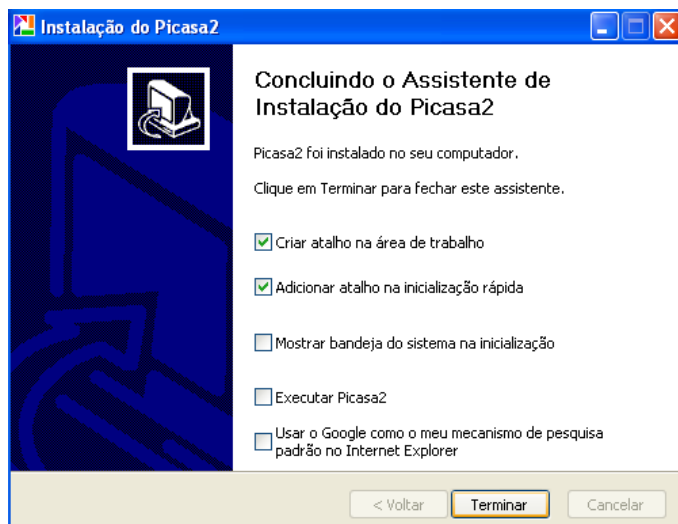 Instalação do Picasa2
Concluindo o Assistente de
Instalação do Picasa2
Picasa2 foi instalado no seu computador.
Clique em Terminar para fechar este assistente.
Criar atalho na área de trabalho
Adicionar atalho na inicialização rápida
Mostrar bandeja do sistema na inicialização
Executar Picasa2
Usar o Google como o meu mecanismo de pesquisa
padrão no Internet Explorer
< Voltar
Terminar
Cancelar